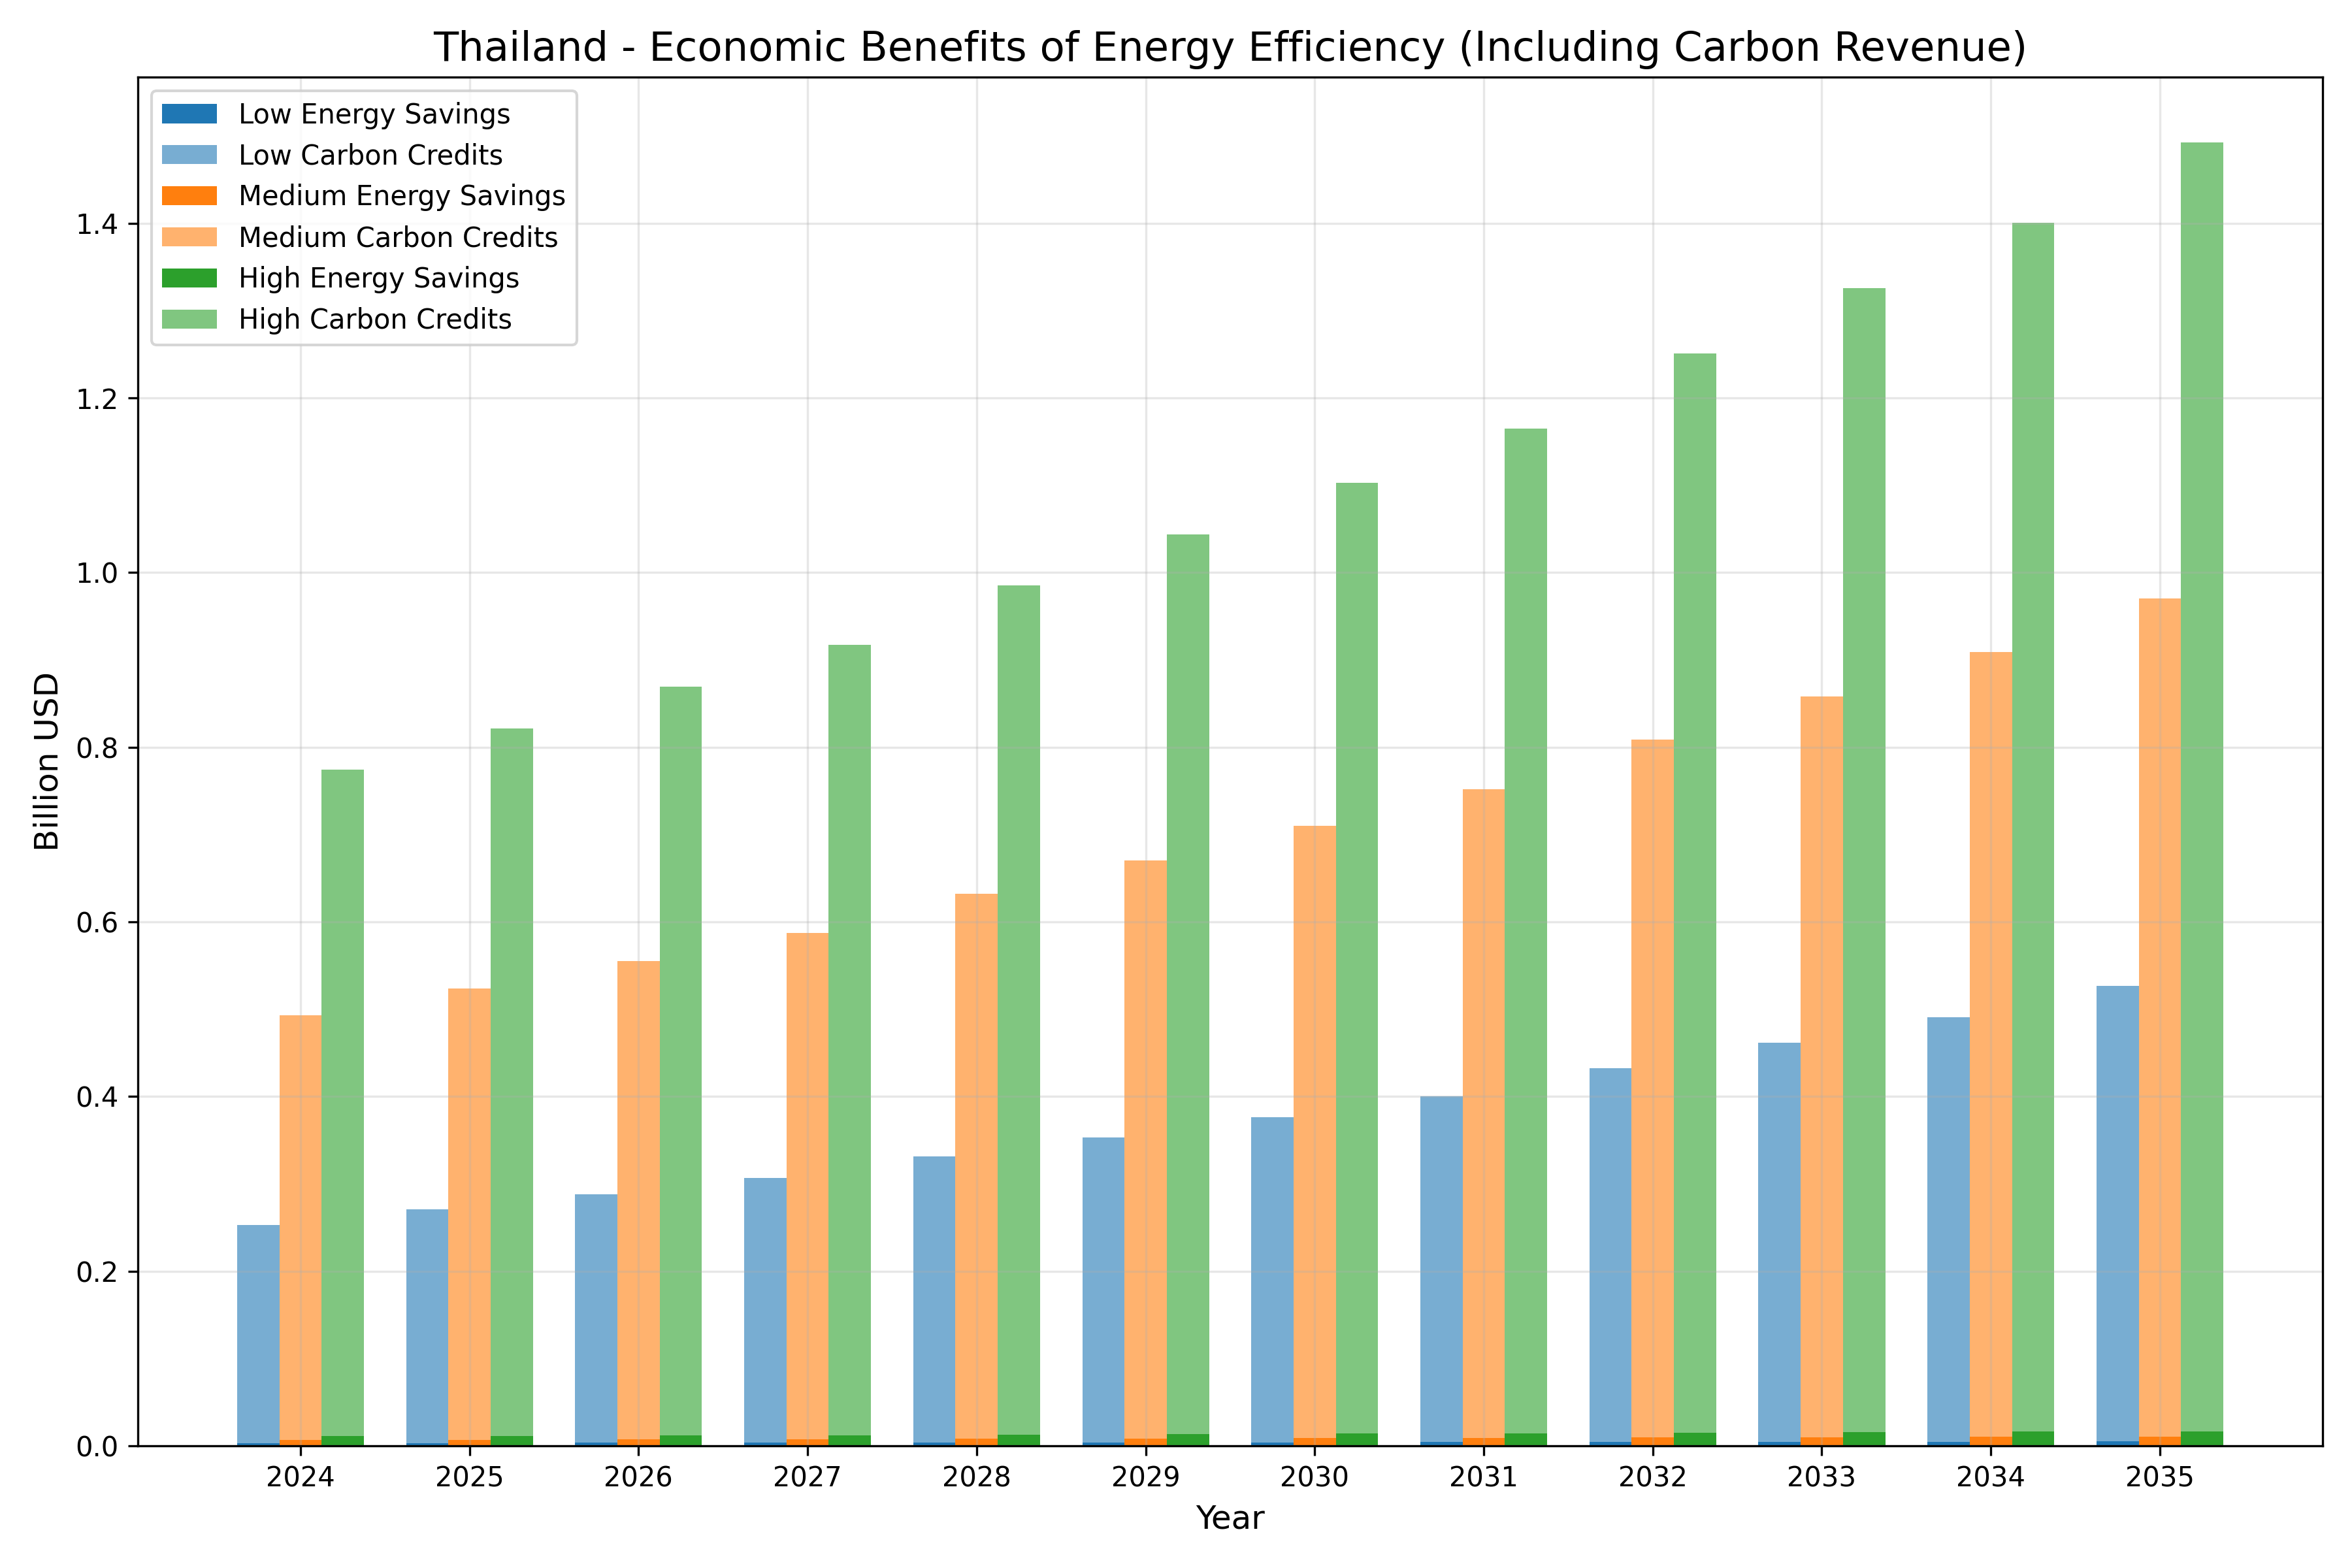 Thailand - Economic Benefits of Energy Efficiency (Including Carbon Revenue)
Low Energy Savings
Low Carbon Credits
Medium Energy Savings
Medium Carbon Credits
High Energy Savings
High Carbon Credits
Billion USD
1.4
1.2
1.0
0.8
0.6
0.4
0.2
0.0
2024 2025 2026 2027 2028 2029 2030 2031 2032 2033 2034 2035
Year